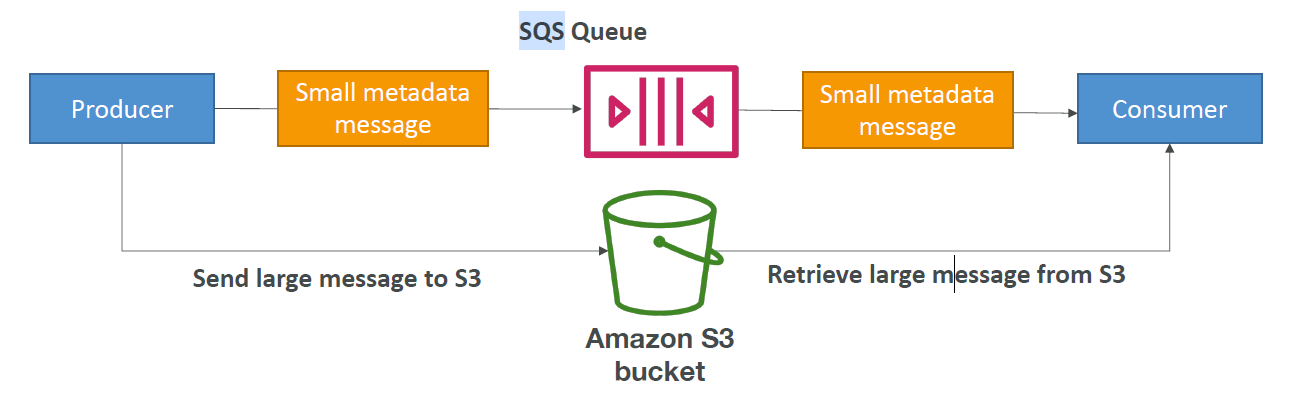 SQS Queue
Producer
Small metadata
message
Small metadata
message
Consumer
Send large message to S3
Retrieve large message from S3
Amazon S3
bucket